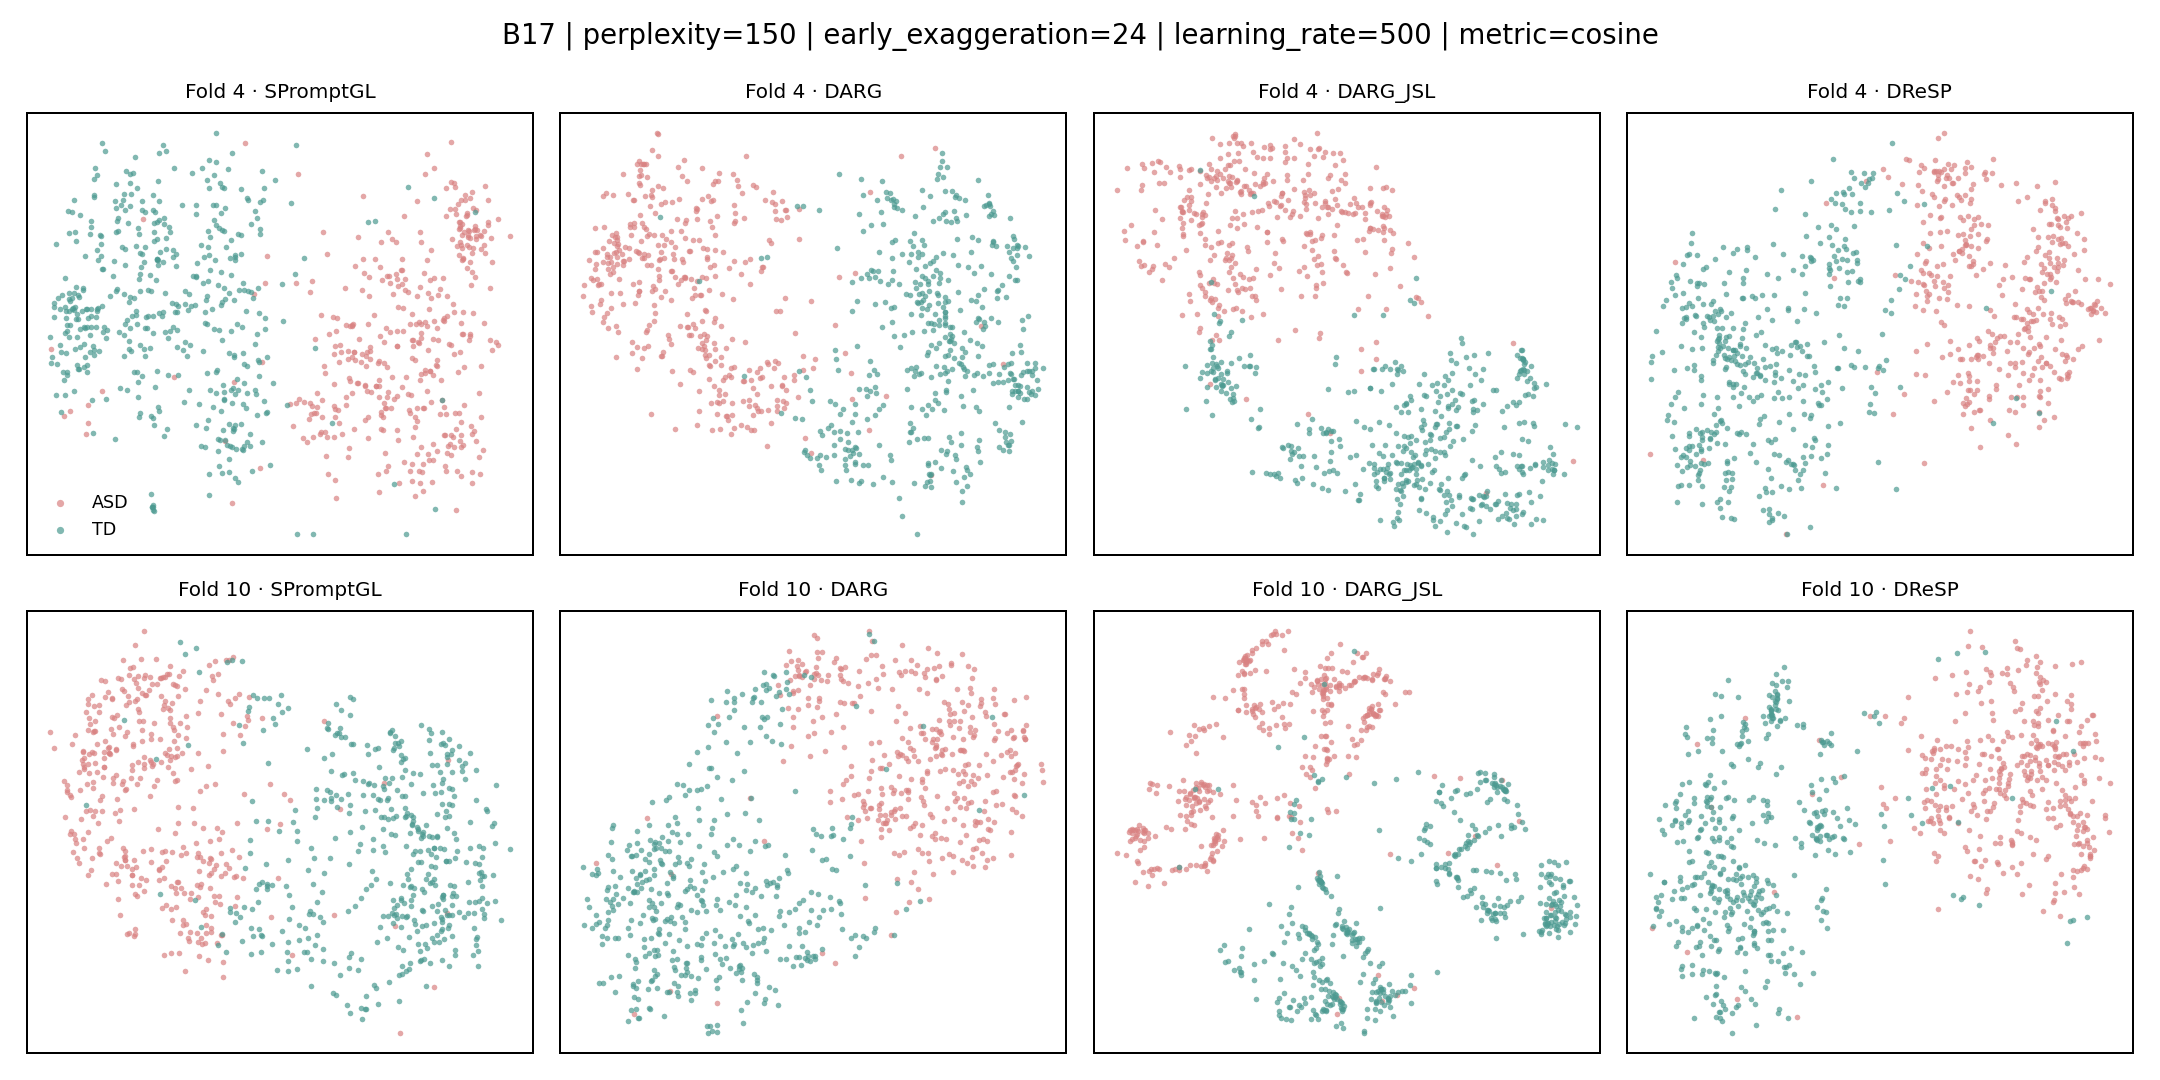 B17 | perplexity=150 | early_exaggeration=24 | learning_rate=500 | metric=cosine
Fold 4 · SPromptGL
Fold 4 · DARG
Fold 4 · DARG_JSL
Fold 4 · DReSP
ASD
TD
Fold 10 · SPromptGL
Fold 10 · DARG
Fold 10 · DARG_JSL
Fold 10 · DReSP